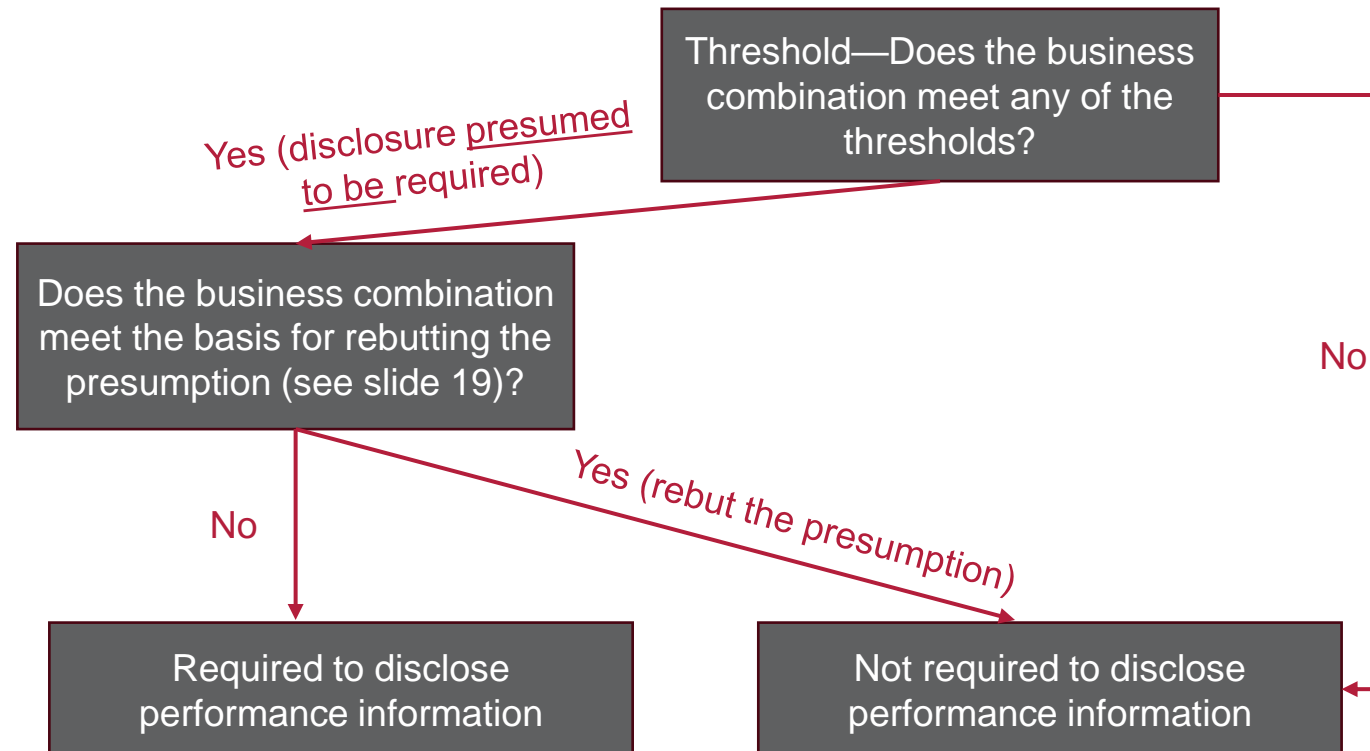 Threshold—Does the business
combination meet any of the
thresholds?
Yes (disclosure presumed
to be required)
Does the business combination
meet the basis for rebutting the
presumption (see slide 19)?
No
No
Yes (rebut the presumption)
Required to disclose
performance information
Not required to disclose
performance information